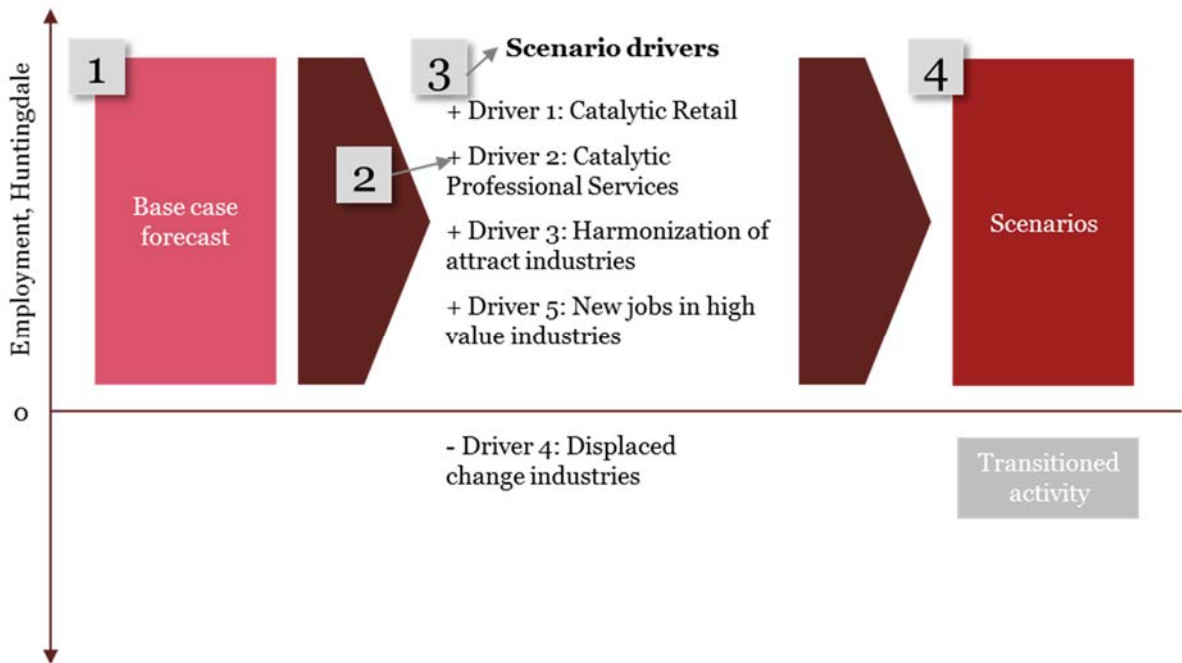 Employment, Huntingdale
0
1
Base case
forecast
2
3
Scenario drivers
+ Driver 1: Catalytic Retail
+ Driver 2: Catalytic
Professional Services
+ Driver 3: Harmonization of
attract industries
+ Driver 5: New jobs in high
value industries
- Driver 4: Displaced
change industries
4
Scenarios
Transitioned
activity